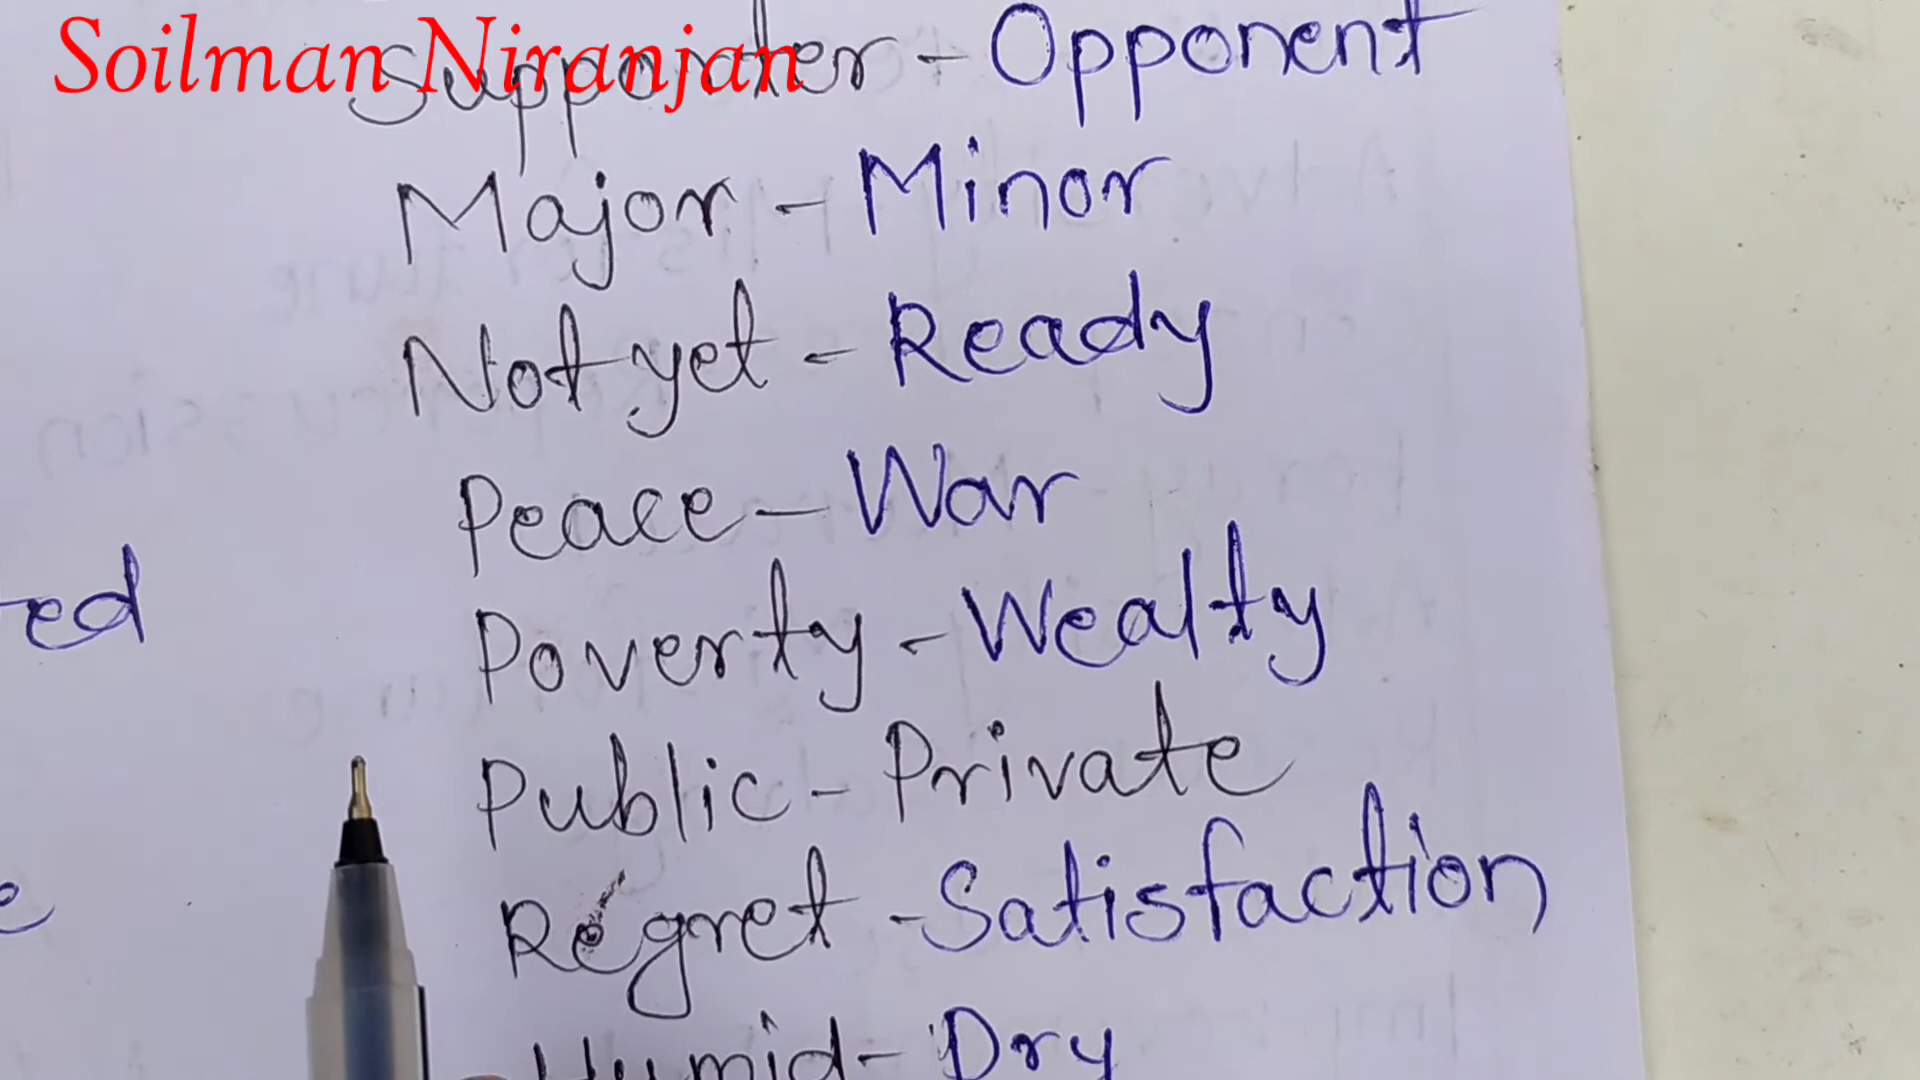 Soilman Niranjan
Supporter - Opponent
Major - Minor
Not yet - Ready
Peace - War
Poverty - Wealty
ed
Public - Private
e
Regret - Satisfaction
Humid - Dry